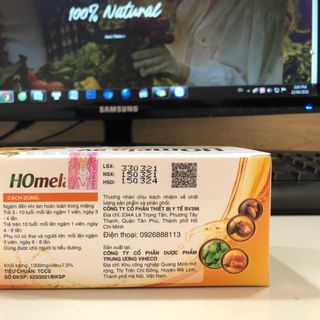 100% Natural
SAMSUNG
HOmela
LSX: 330321
NSX: 150321
HSD: 150324
CÁCH DÙNG:
Ngậm đến khi tan hoàn toàn trong miệng
Trẻ 3 - 10 tuổi: mỗi lần ngậm 1 viên, ngày 3
- 4 lần.
Trẻ trên 10 tuổi: mỗi lần ngậm 1 viên, ngày
4 - 6 lần.
Phụ nữ có thai và người lớn: mỗi lần ngậm
1 viên, ngày 6 - 8 lần.
Dùng được cho người bị tiểu đường.
Khối lượng: 1300mg/viên±7,5%
TIÊU CHUẨN: TCCS
SỐ ĐKSP: 523/2021/ĐKSP
Thương nhân chịu trách nhiệm về chất
lượng sản phẩm và phân phối:
CÔNG TY CỔ PHẦN THIẾT BỊ Y TẾ BV396
Địa chỉ: 234A Lê Trọng Tấn, Phường Tây
Thạnh, Quận Tân Phú, Thành phố Hồ
Chí Minh
Điện thoại: 0926888113
Sản xuất tại:
CÔNG TY CỔ PHẦN DƯỢC PHẨM
TRUNG ƯƠNG VIHECO
Địa chỉ: Khu công nghiệp Quang Minh mở
rộng, Thị Trấn Chi Đông, Huyện Mê Linh,
Thành phố Hà Nội, Việt Nam.